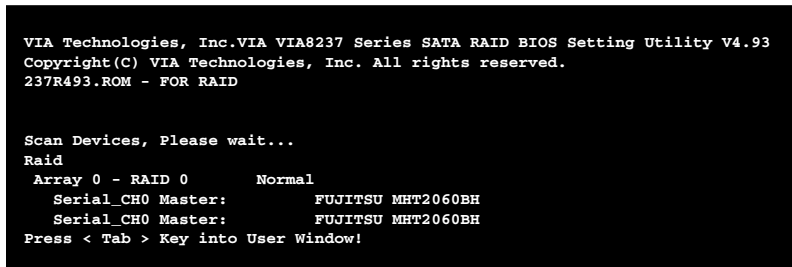 VIA Technologies, Inc.VIA VIA8237 Series SATA RAID BIOS Setting Utility V4.93
Copyright(C) VIA Technologies, Inc. All rights reserved.
237R493.ROM - FOR RAID
Scan Devices, Please wait...
Raid
Array 0 - RAID 0 Normal
Serial_CH0 Master: FUJITSU MHT2060BH
Serial_CH0 Master: FUJITSU MHT2060BH
Press < Tab > Key into User Window!